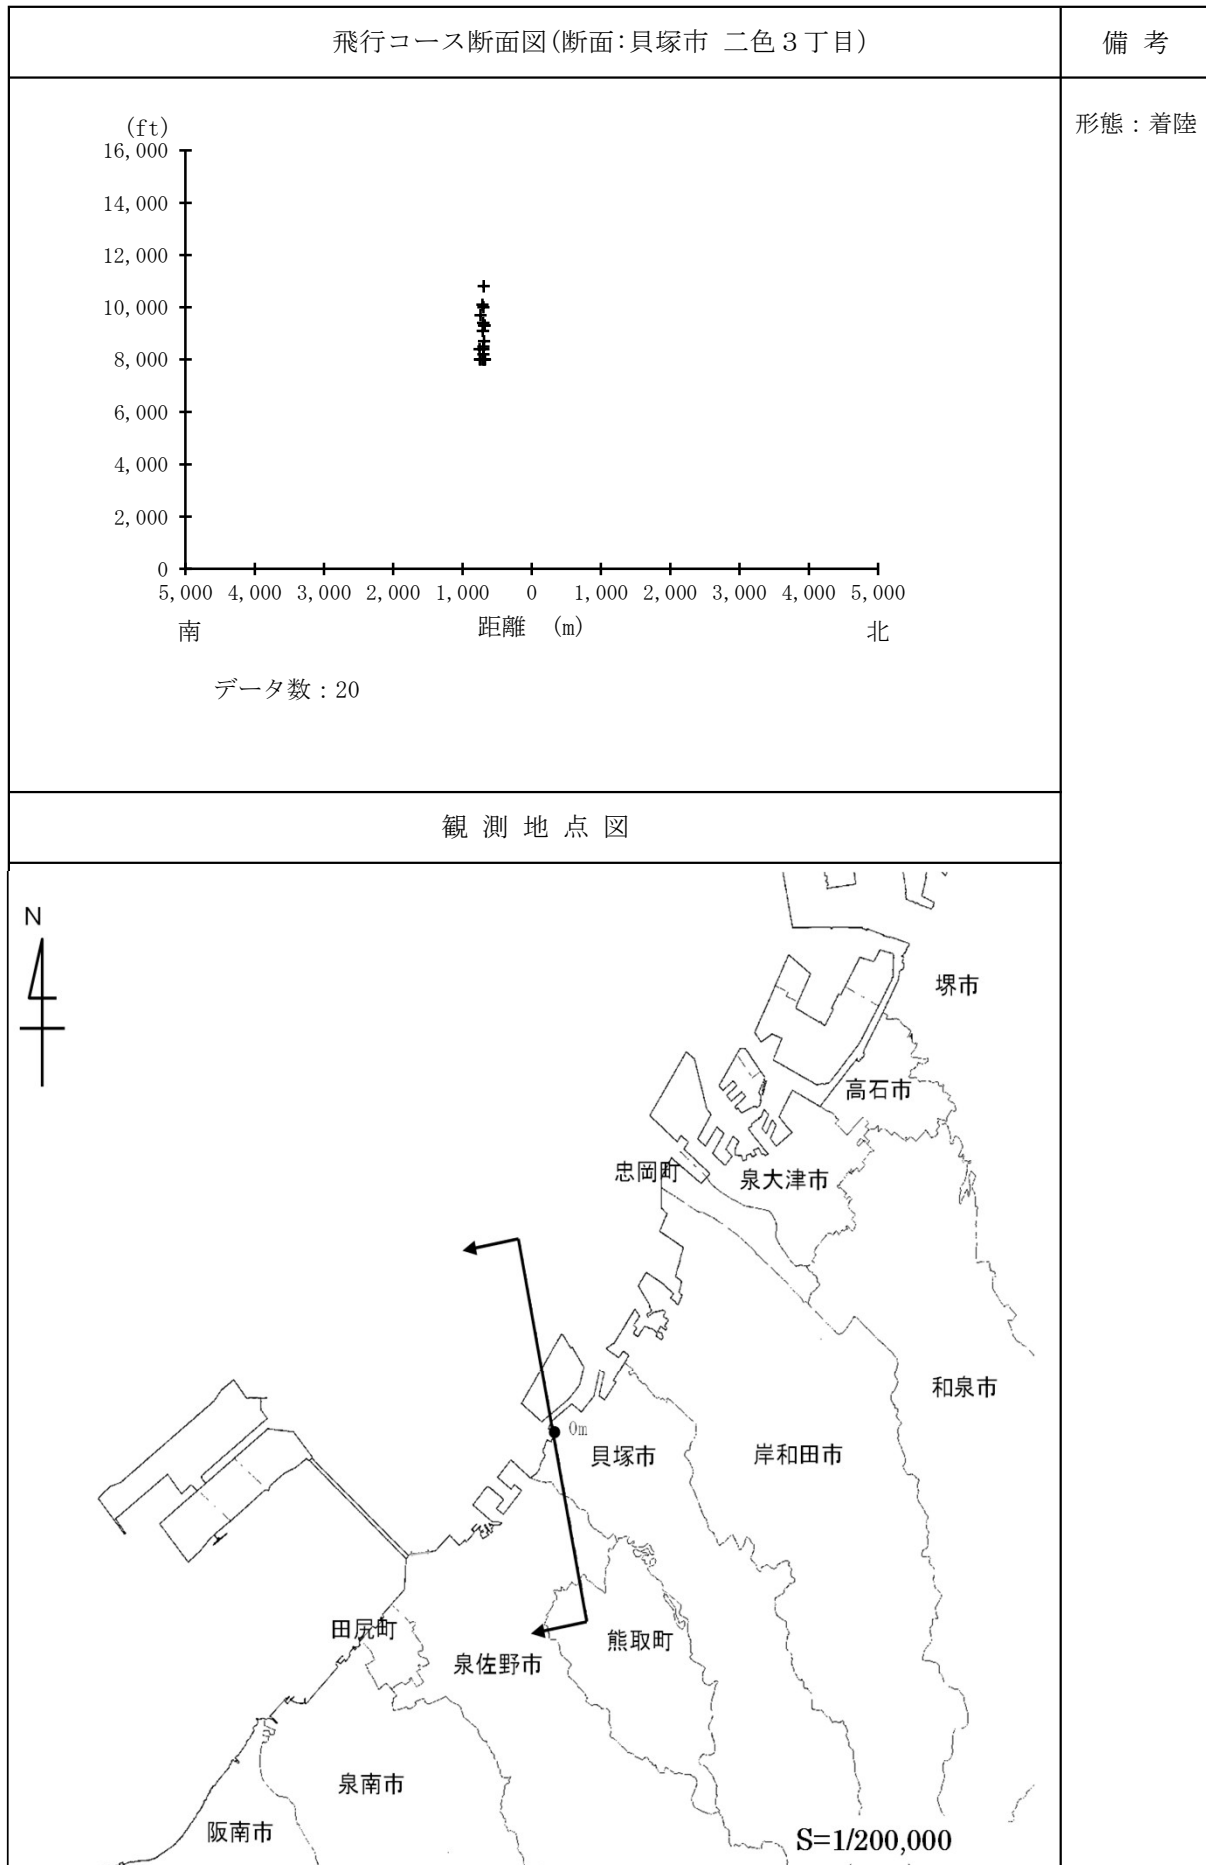 飛行コース断面図(断面:貝塚市 二色３丁目)
備 考
形態：着陸
(ft)
16,000
14,000
12,000
10,000
8,000
6,000
4,000
2,000
0
5,000 4,000 3,000 2,000 1,000 0 1,000 2,000 3,000 4,000 5,000
南 距離 (m) 北
データ数：20
観 測 地 点 図
N
堺市
高石市
忠岡町
泉大津市
和泉市
0m
貝塚市
岸和田市
田尻町
泉佐野市
熊取町
泉南市
阪南市
S=1/200,000